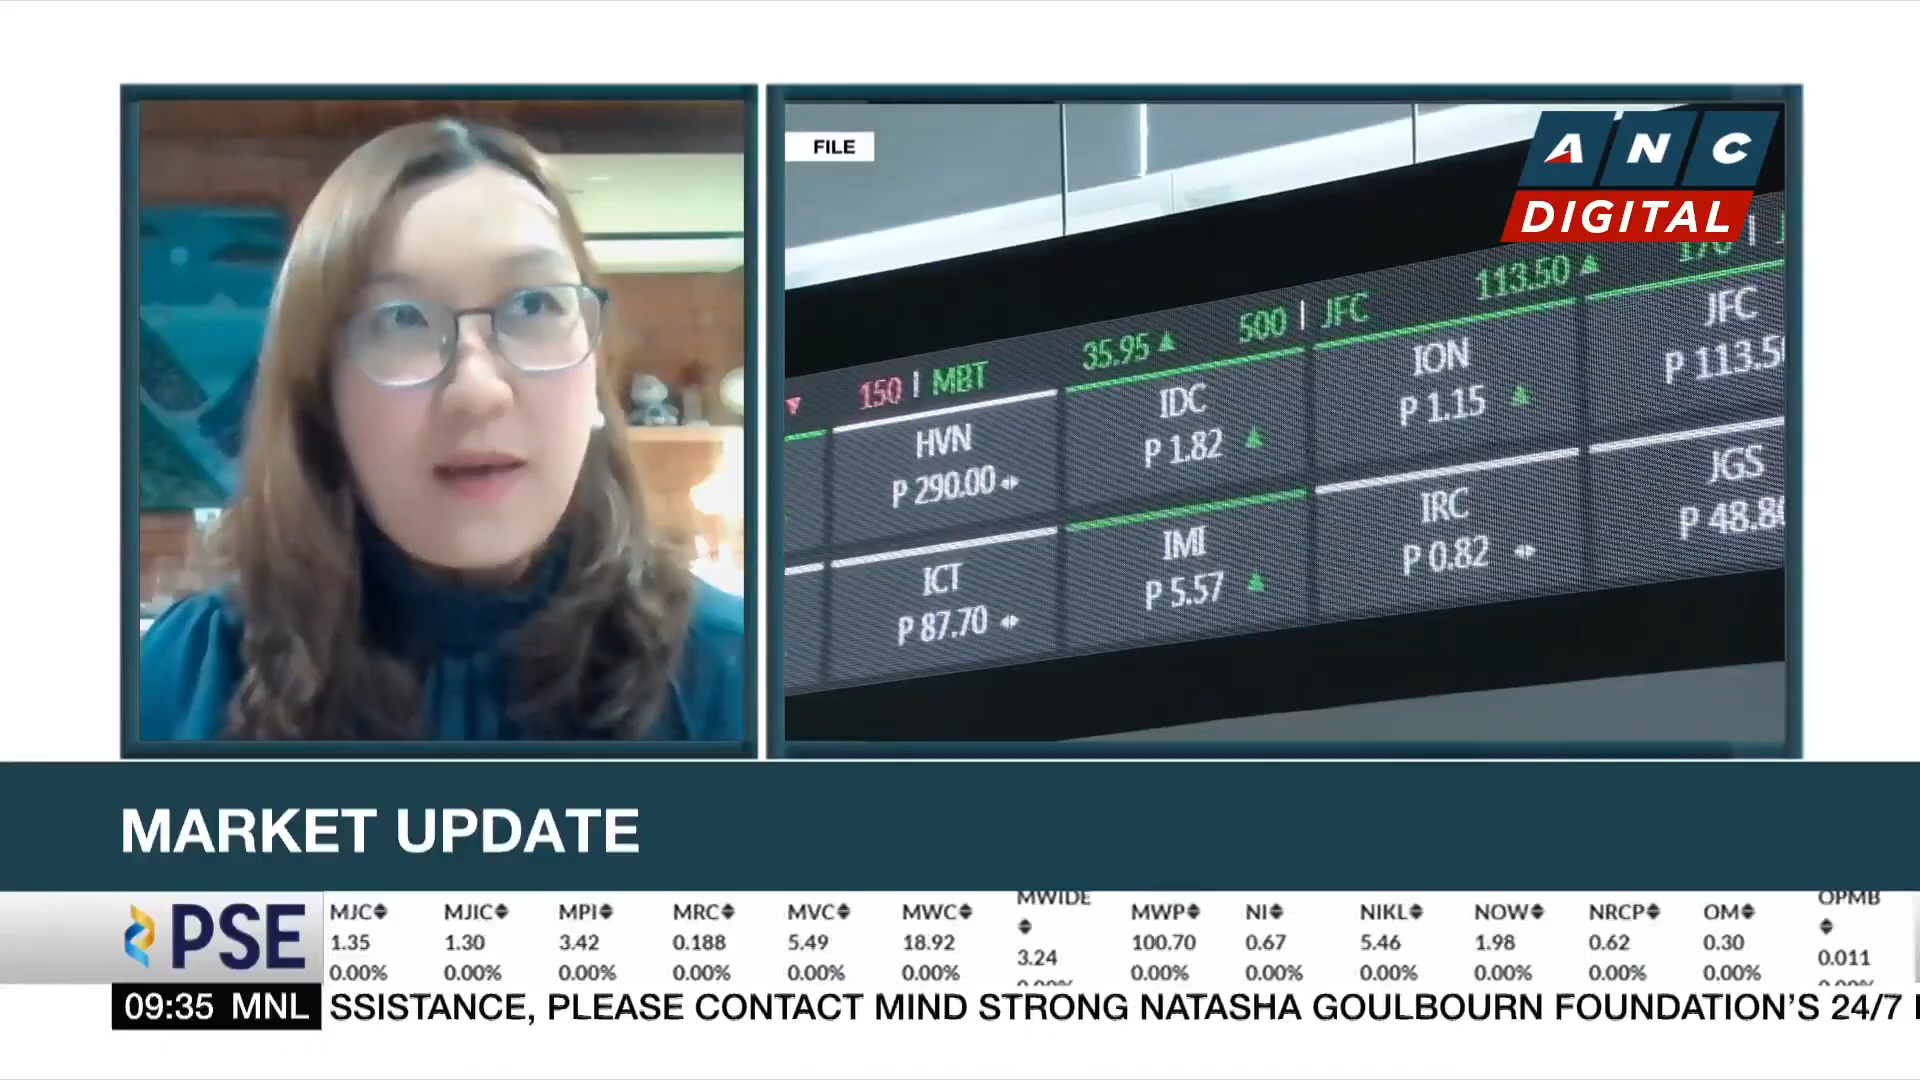 FILE
ANC
DIGITAL
150 | MBT 35.95 ▲ 500 | JFC 113.50 ▲ 170 |
HVN
P 290.00
IDC
P 1.82 ▲
ION
P 1.15 ▲
JFC
P 113.5
ICT
P 87.70
IMI
P 5.57 ▲
IRC
P 0.82
JGS
P 48.80
MARKET UPDATE
PSE
MJC MJIC MPI MRC MVC MWC MWIDE MWP NI NIKL NOW NRCP OM OPMB
1.35 1.30 3.42 0.188 5.49 18.92 3.24 100.70 0.67 5.46 1.98 0.62 0.30 0.011
0.00% 0.00% 0.00% 0.00% 0.00% 0.00% 0.00% 0.00% 0.00% 0.00% 0.00% 0.00%
09:35 MNL SSISTANCE, PLEASE CONTACT MIND STRONG NATASHA GOULBOURN FOUNDATION'S 24/7